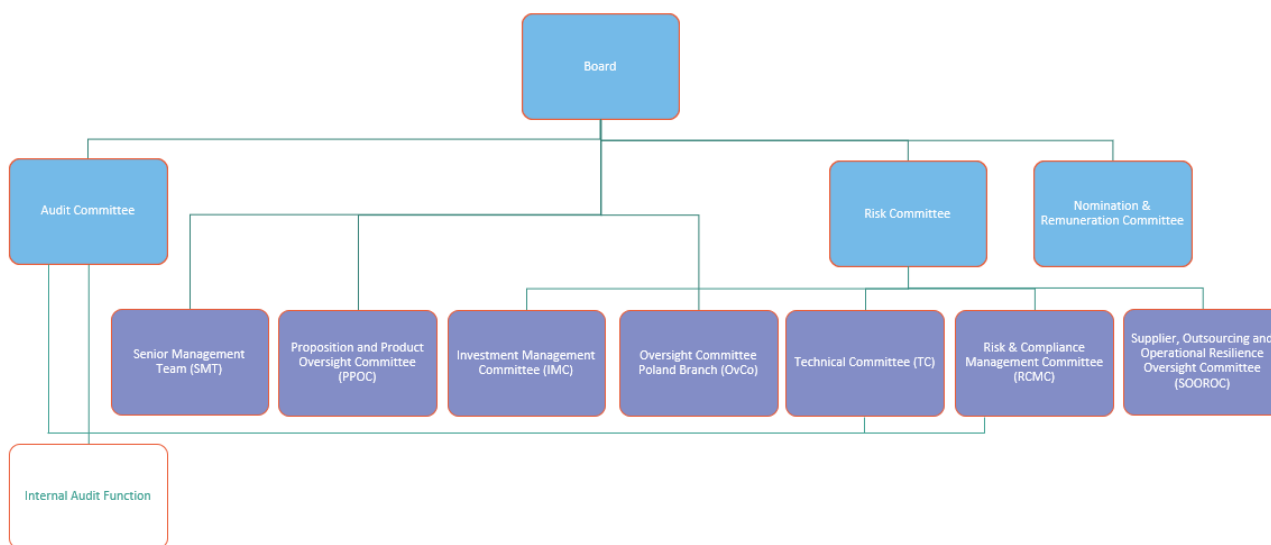 Board
Audit Committee
Risk Committee
Nomination &
Remuneration Committee
Senior Management
Team (SMT)
Proposition and Product
Oversight Committee
(PPOC)
Investment Management
Committee (IMC)
Oversight Committee
Poland Branch (OvCo)
Technical Committee (TC)
Risk & Compliance
Management Committee
(RCMC)
Supplier, Outsourcing and
Operational Resilience
Oversight Committee
(SOOROC)
Internal Audit Function